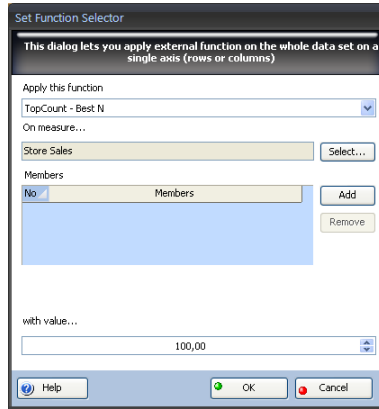 Set Function Selector
This dialog lets you apply external function on the whole data set on a
single axis (rows or columns)
Apply this function
TopCount - Best N
On measure...
Store Sales
Select...
Members
No Members
Add
Remove
with value...
100,00
Help OK Cancel